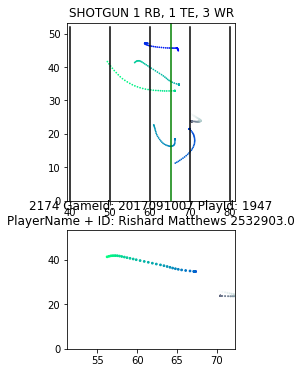 SHOTGUN 1 RB, 1 TE, 3 WR
50
40
30
20
10
0
40 50 60 70 80
2174 GameId: 2017091007 PlayId: 1947
PlayerName + ID: Rishard Matthews 2532903.0
40
20
0
55 60 65 70